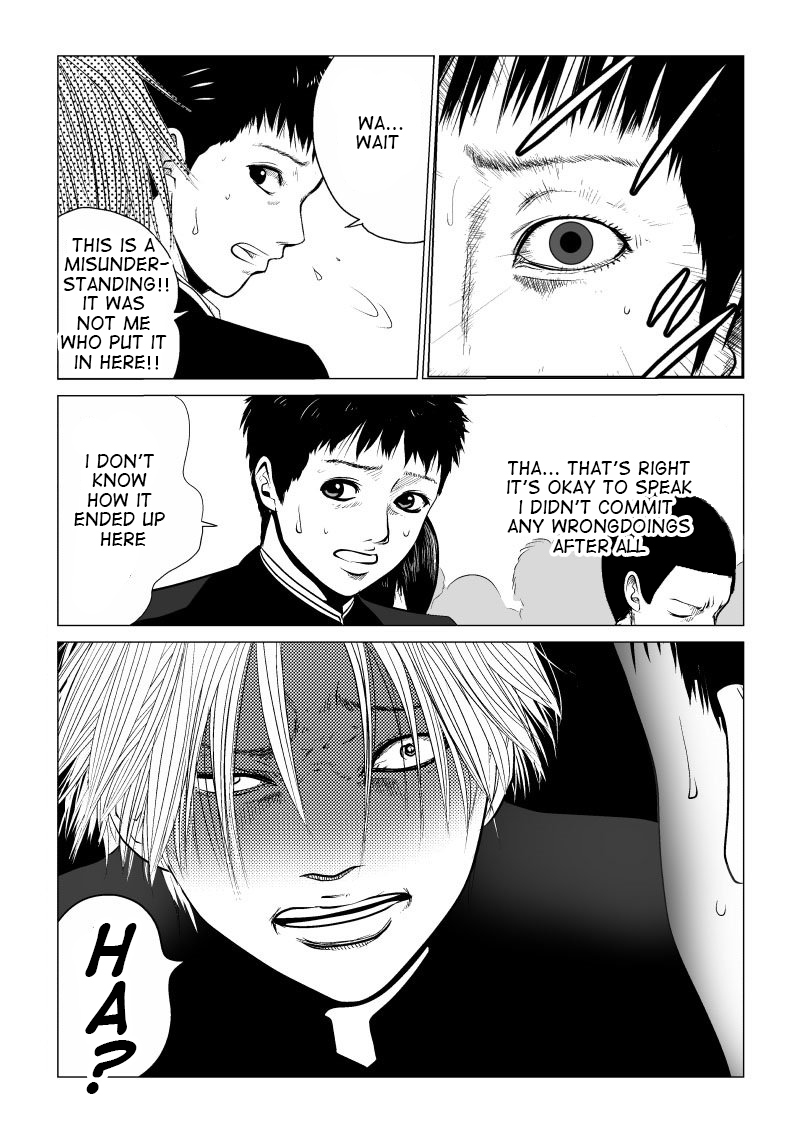 WA...
WAIT
THIS IS A
MISUNDER-
STANDING!!
IT WAS
NOT ME
WHO PUT IT
IN HERE!!
THA... THAT'S RIGHT
IT'S OKAY TO SPEAK
I DIDN'T COMMIT
ANY WRONGDOINGS
AFTER ALL
I DON'T
KNOW
HOW IT
ENDED UP
HERE
HA?